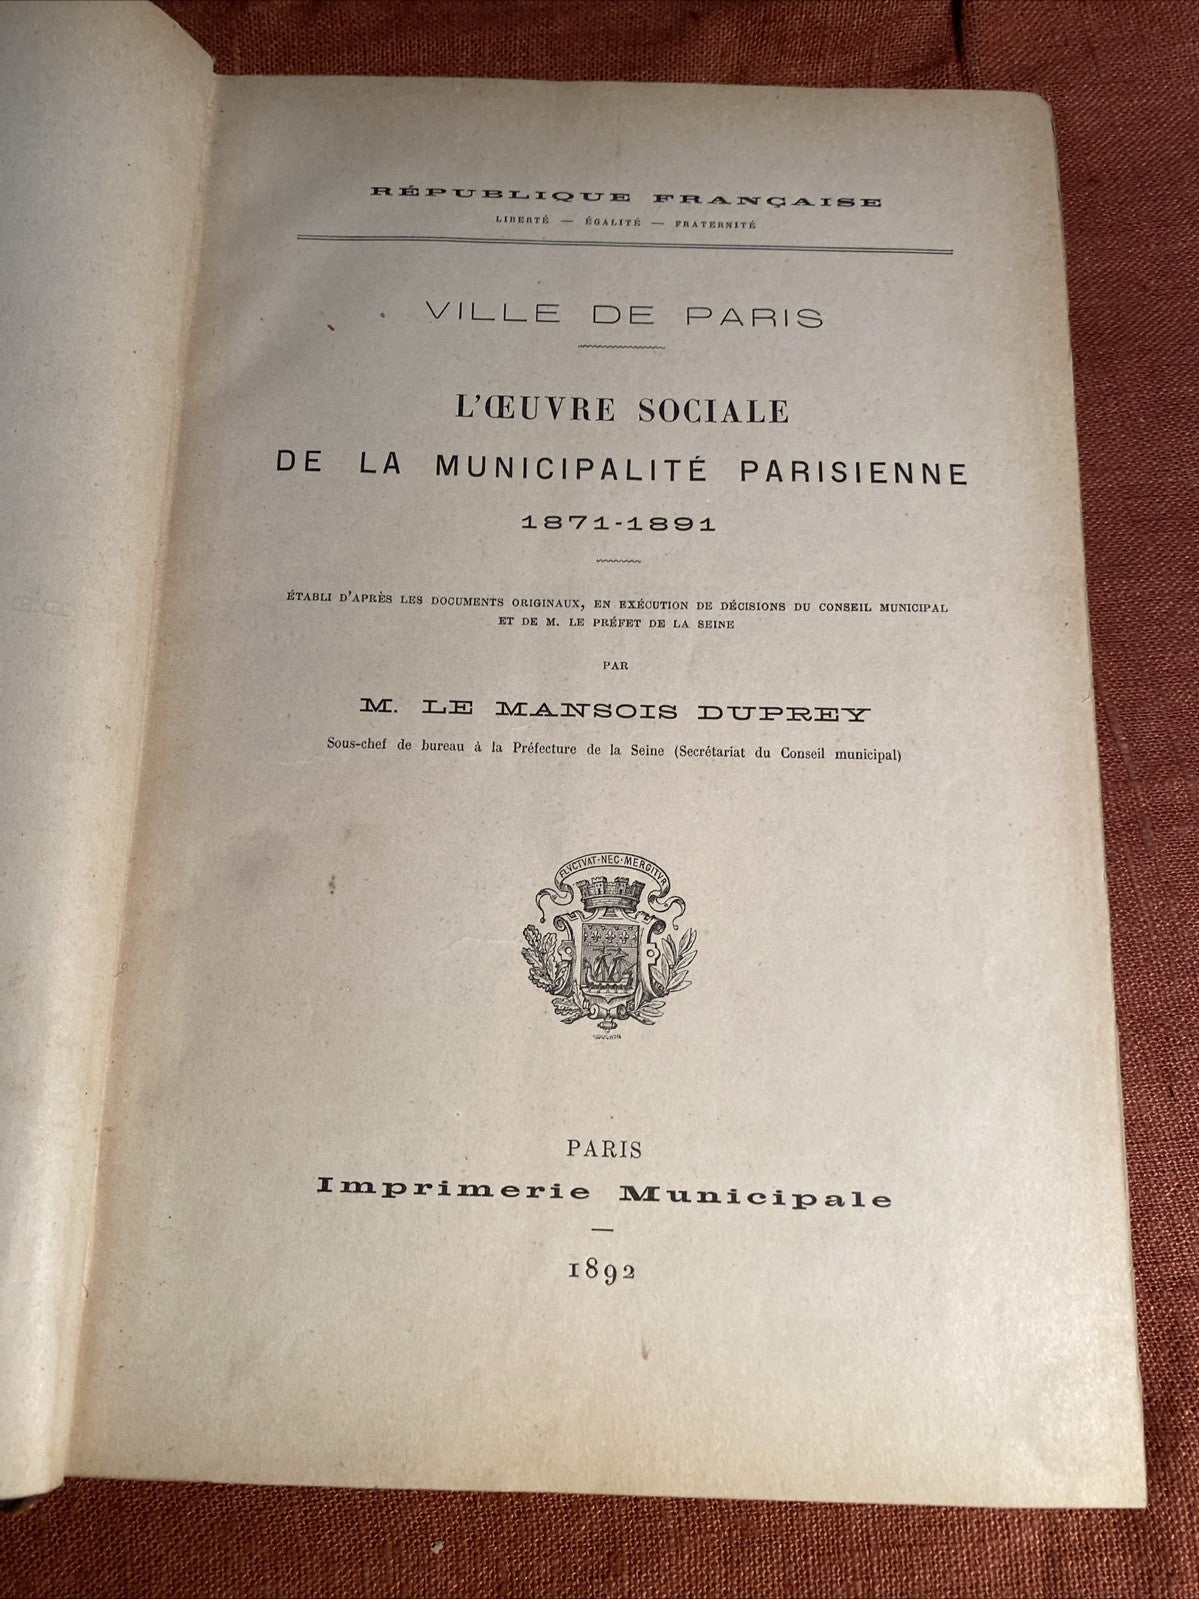 RÉPUBLIQUE FRANÇAISE
LIBERTÉ — ÉGALITÉ — FRATERNITÉ
VILLE DE PARIS
L'ŒUVRE SOCIALE
DE LA MUNICIPALITÉ PARISIENNE
1871-1891
ÉTABLI D'APRÈS LES DOCUMENTS ORIGINAUX, EN EXÉCUTION DE DÉCISIONS DU CONSEIL MUNICIPAL
ET DE M. LE PRÉFET DE LA SEINE
PAR
M. LE MANSOIS DUPREY
Sous-chef de bureau à la Préfecture de la Seine (Secrétariat du Conseil municipal)
FLVCTVAT·NEC·MERGITVR
PARIS
Imprimerie Municipale
—
1892